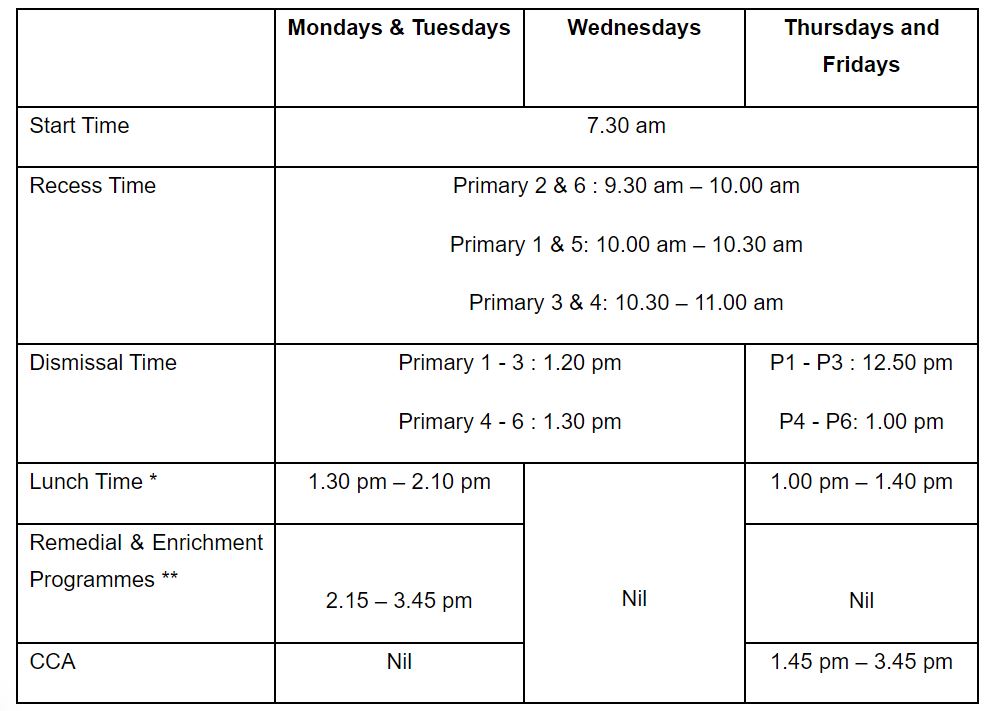 Mondays & Tuesdays
Wednesdays
Thursdays and
Fridays
Start Time
7.30 am
Recess Time
Primary 2 & 6 : 9.30 am – 10.00 am
Primary 1 & 5: 10.00 am – 10.30 am
Primary 3 & 4: 10.30 – 11.00 am
Dismissal Time
Primary 1 - 3 : 1.20 pm
Primary 4 - 6 : 1.30 pm
P1 - P3 : 12.50 pm
P4 - P6: 1.00 pm
Lunch Time *
1.30 pm – 2.10 pm
Nil
1.00 pm – 1.40 pm
Remedial & Enrichment
Programmes **
2.15 – 3.45 pm
Nil
CCA
Nil
1.45 pm – 3.45 pm